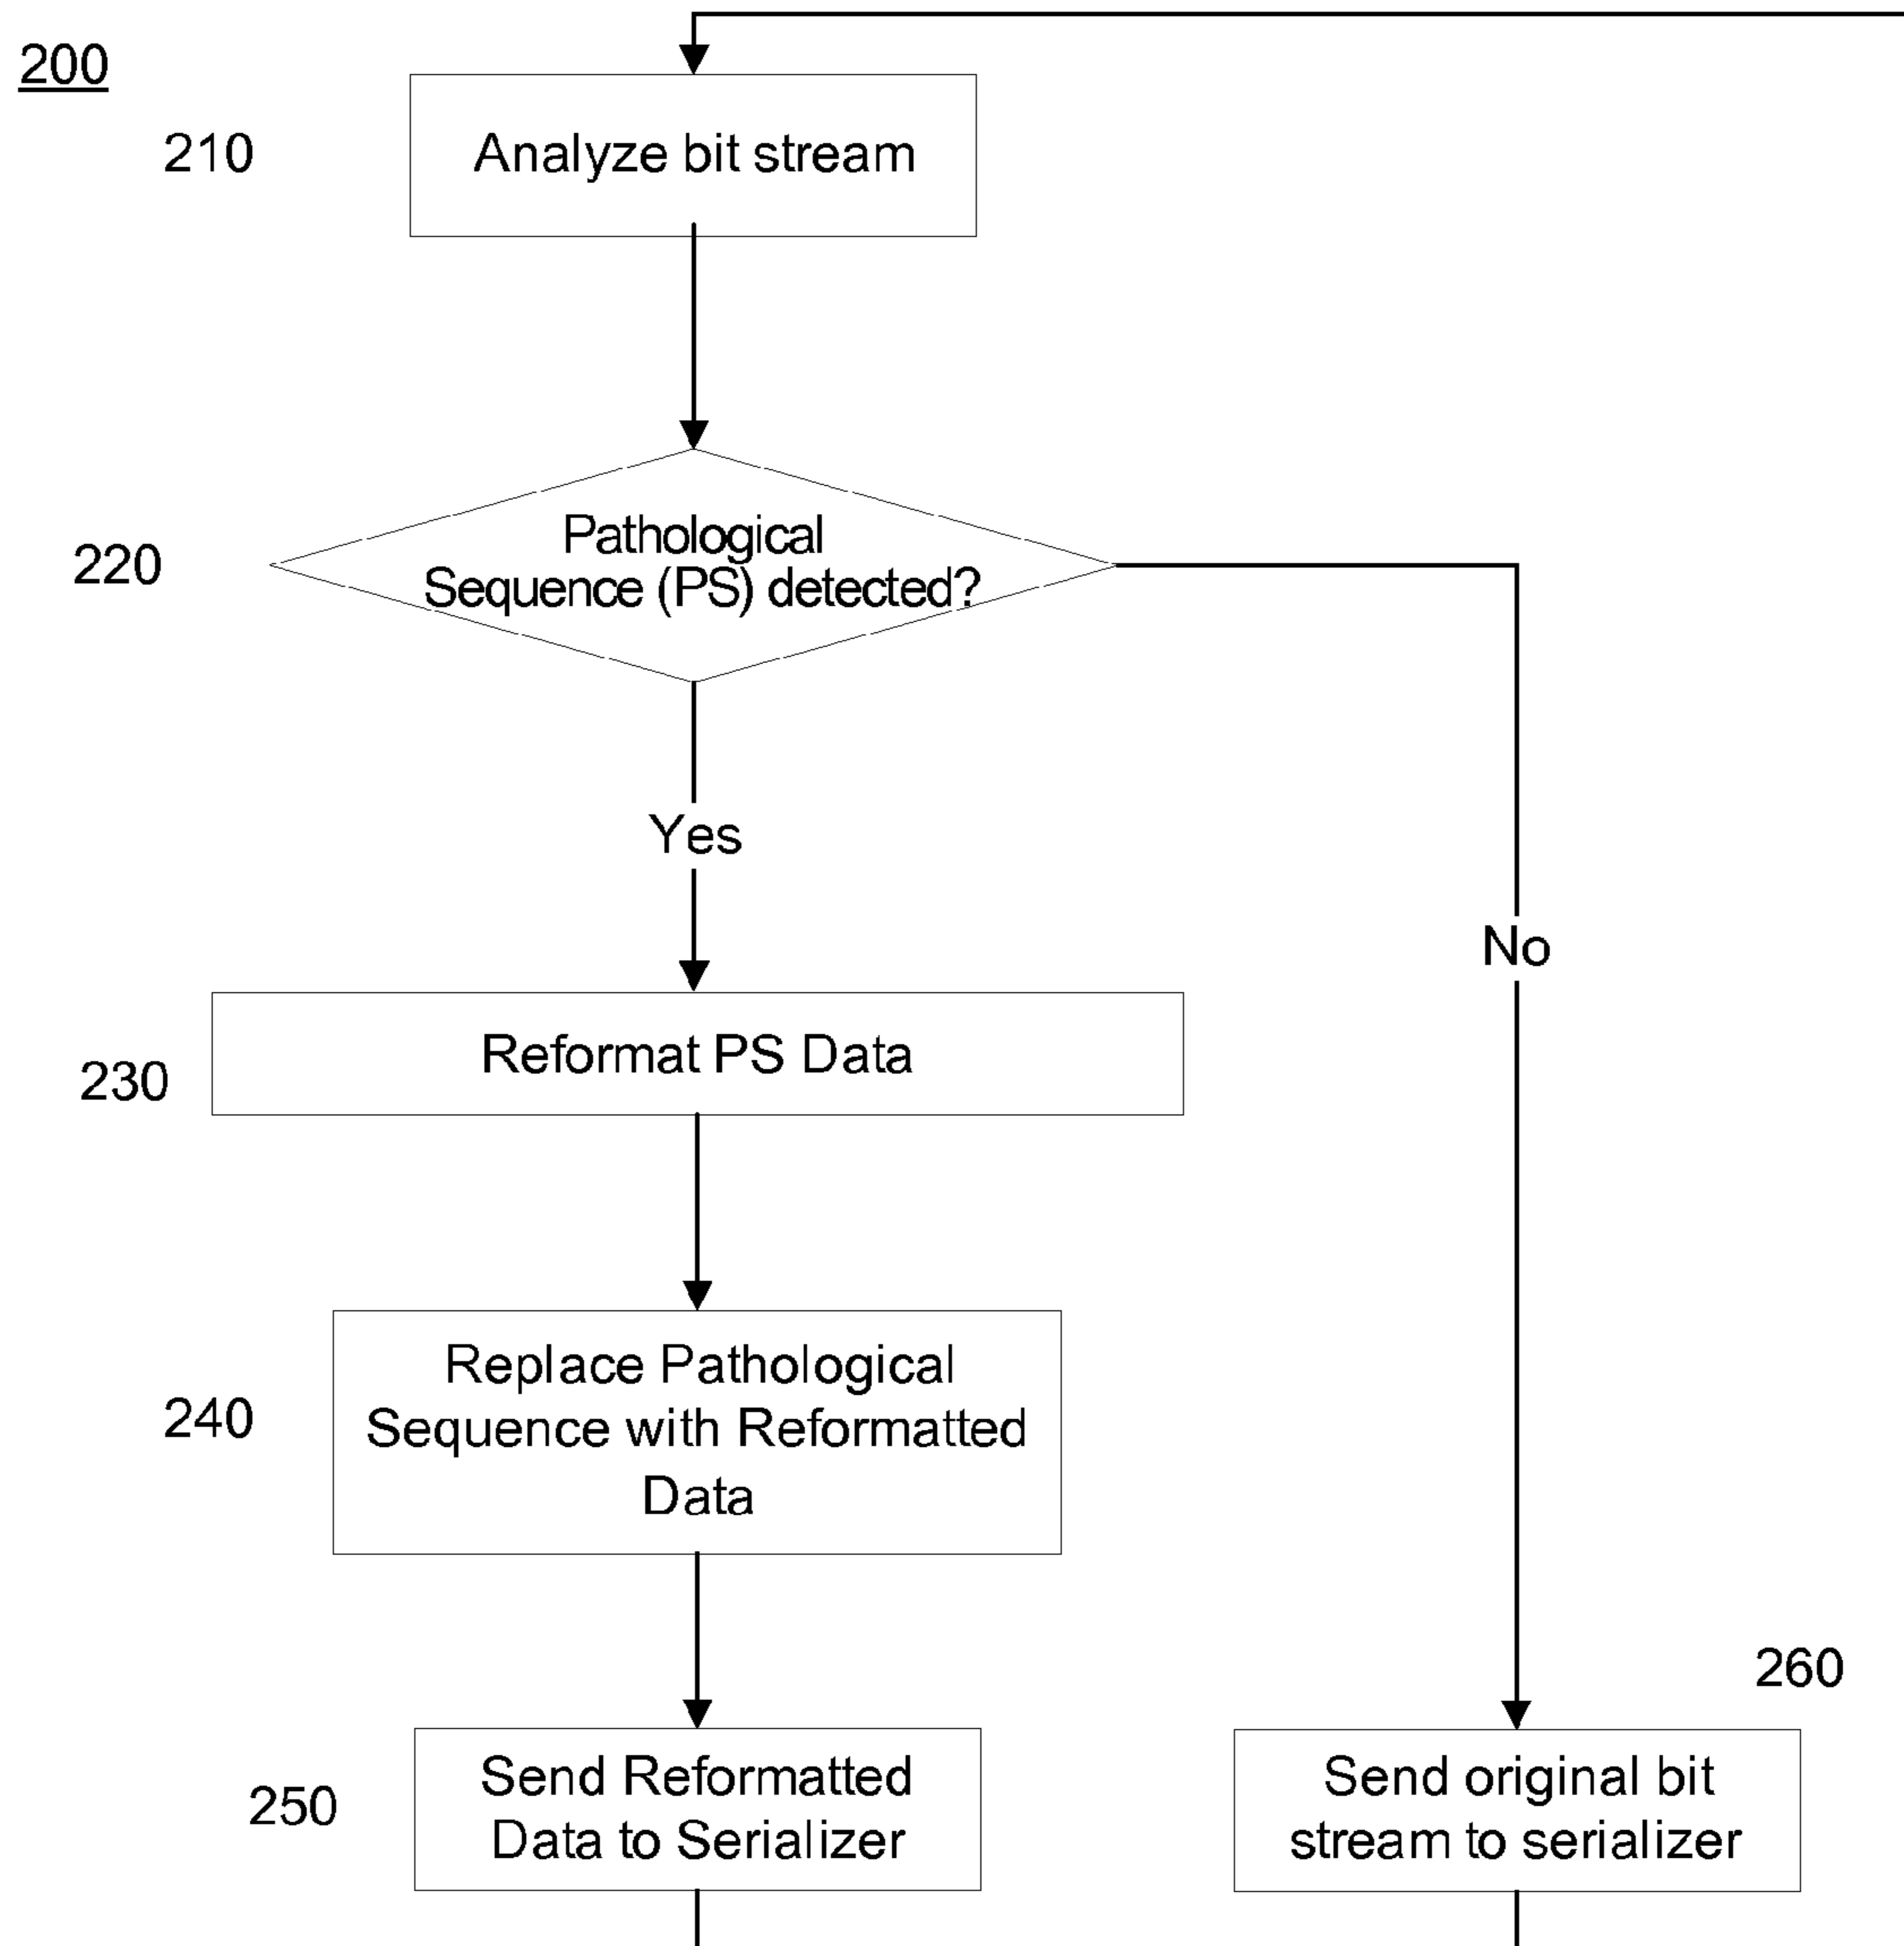 200
210
Analyze bit stream
220
Pathological
Sequence (PS) detected?
Yes
No
230
Reformat PS Data
240
Replace Pathological
Sequence with Reformatted
Data
260
250
Send Reformatted
Data to Serializer
Send original bit
stream to serializer